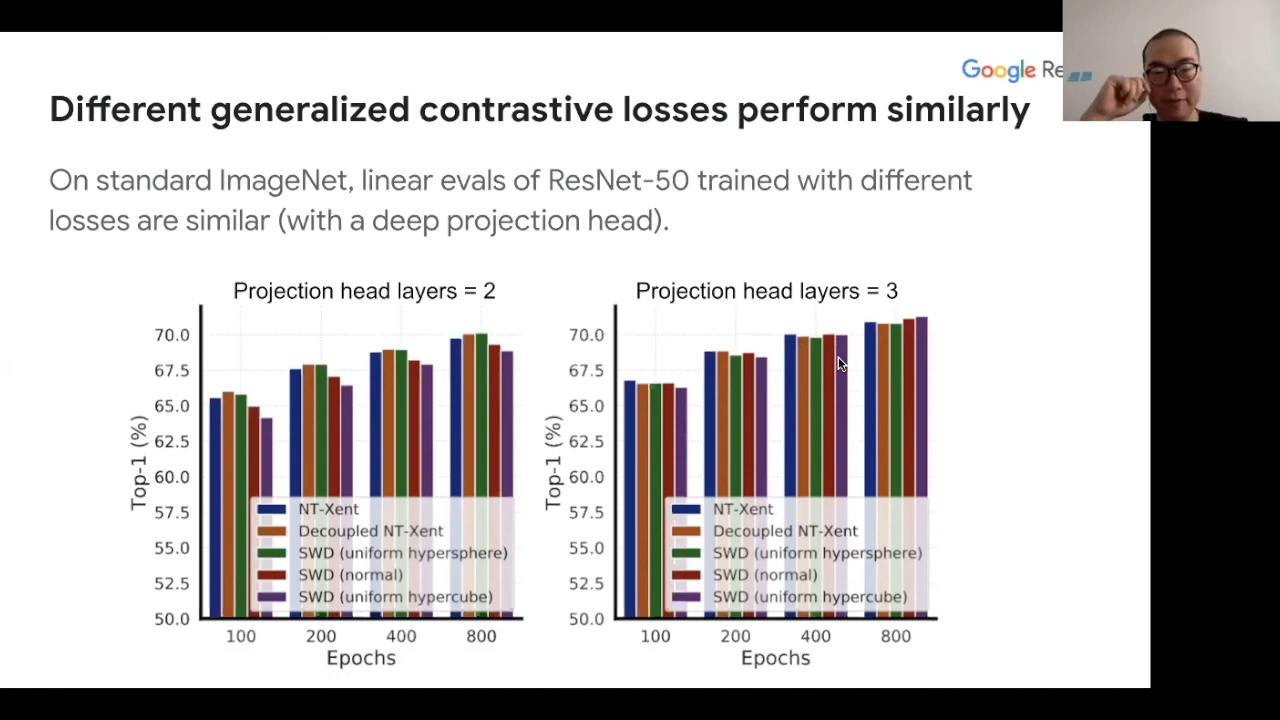 Google Re
Different generalized contrastive losses perform similarly
On standard ImageNet, linear evals of ResNet-50 trained with different
losses are similar (with a deep projection head).
Projection head layers = 2
70.0
67.5
65.0
62.5
60.0
57.5
55.0
52.5
50.0
Top-1 (%)
NT-Xent
Decoupled NT-Xent
SWD (uniform hypersphere)
SWD (normal)
SWD (uniform hypercube)
100 200 400 800
Epochs
Projection head layers = 3
70.0
67.5
65.0
62.5
60.0
57.5
55.0
52.5
50.0
Top-1 (%)
NT-Xent
Decoupled NT-Xent
SWD (uniform hypersphere)
SWD (normal)
SWD (uniform hypercube)
100 200 400 800
Epochs